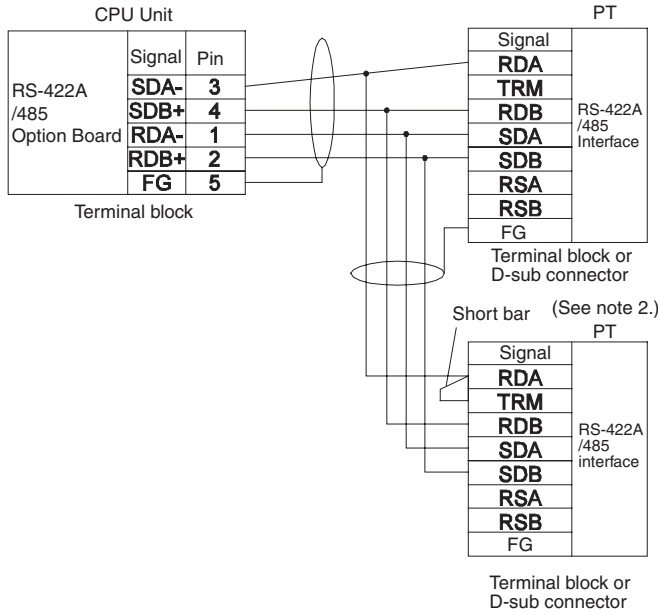 CPU Unit
Signal Pin
RS-422A
/485
Option Board
SDA- 3
SDB+ 4
RDA- 1
RDB+ 2
FG 5
Terminal block
PT
Signal
RDA
TRM
RDB
SDA
SDB
RSA
RSB
FG
RS-422A
/485
Interface
Terminal block or
D-sub connector
Short bar
(See note 2.)
PT
Signal
RDA
TRM
RDB
SDA
SDB
RSA
RSB
FG
RS-422A
/485
interface
Terminal block or
D-sub connector